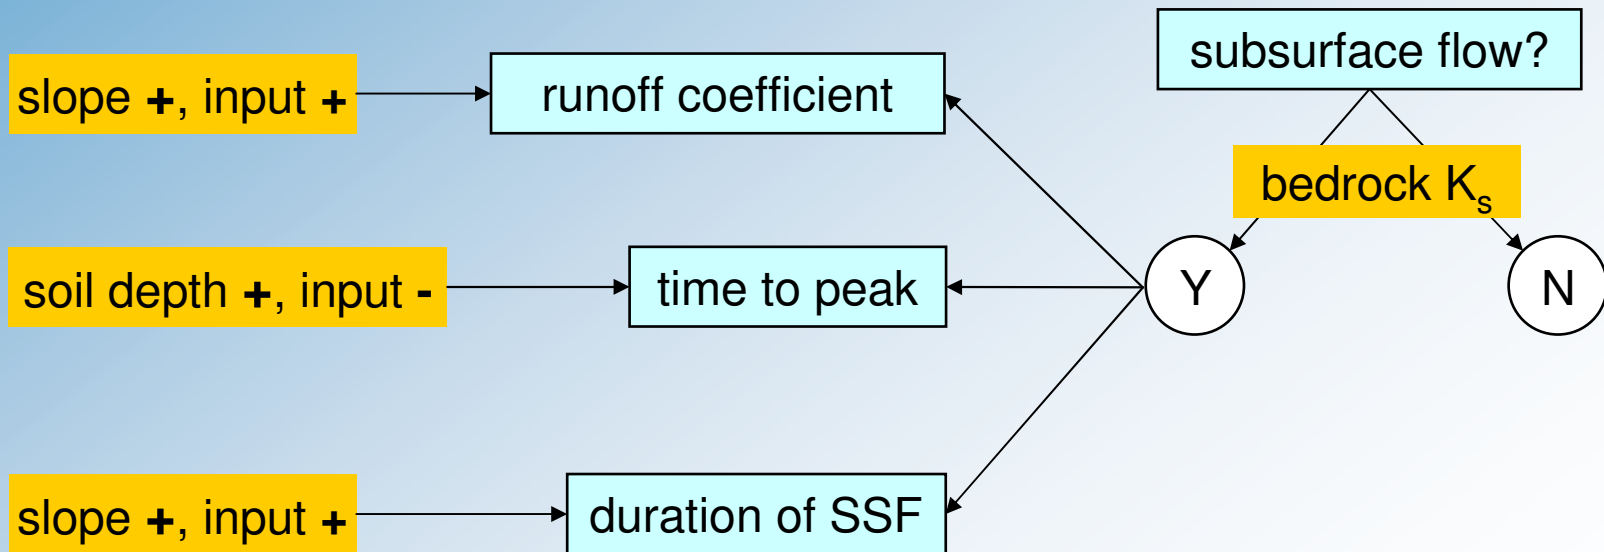 subsurface flow?
slope +, input +
runoff coefficient
bedrock Ks
soil depth +, input -
time to peak
Y
N
slope +, input +
duration of SSF